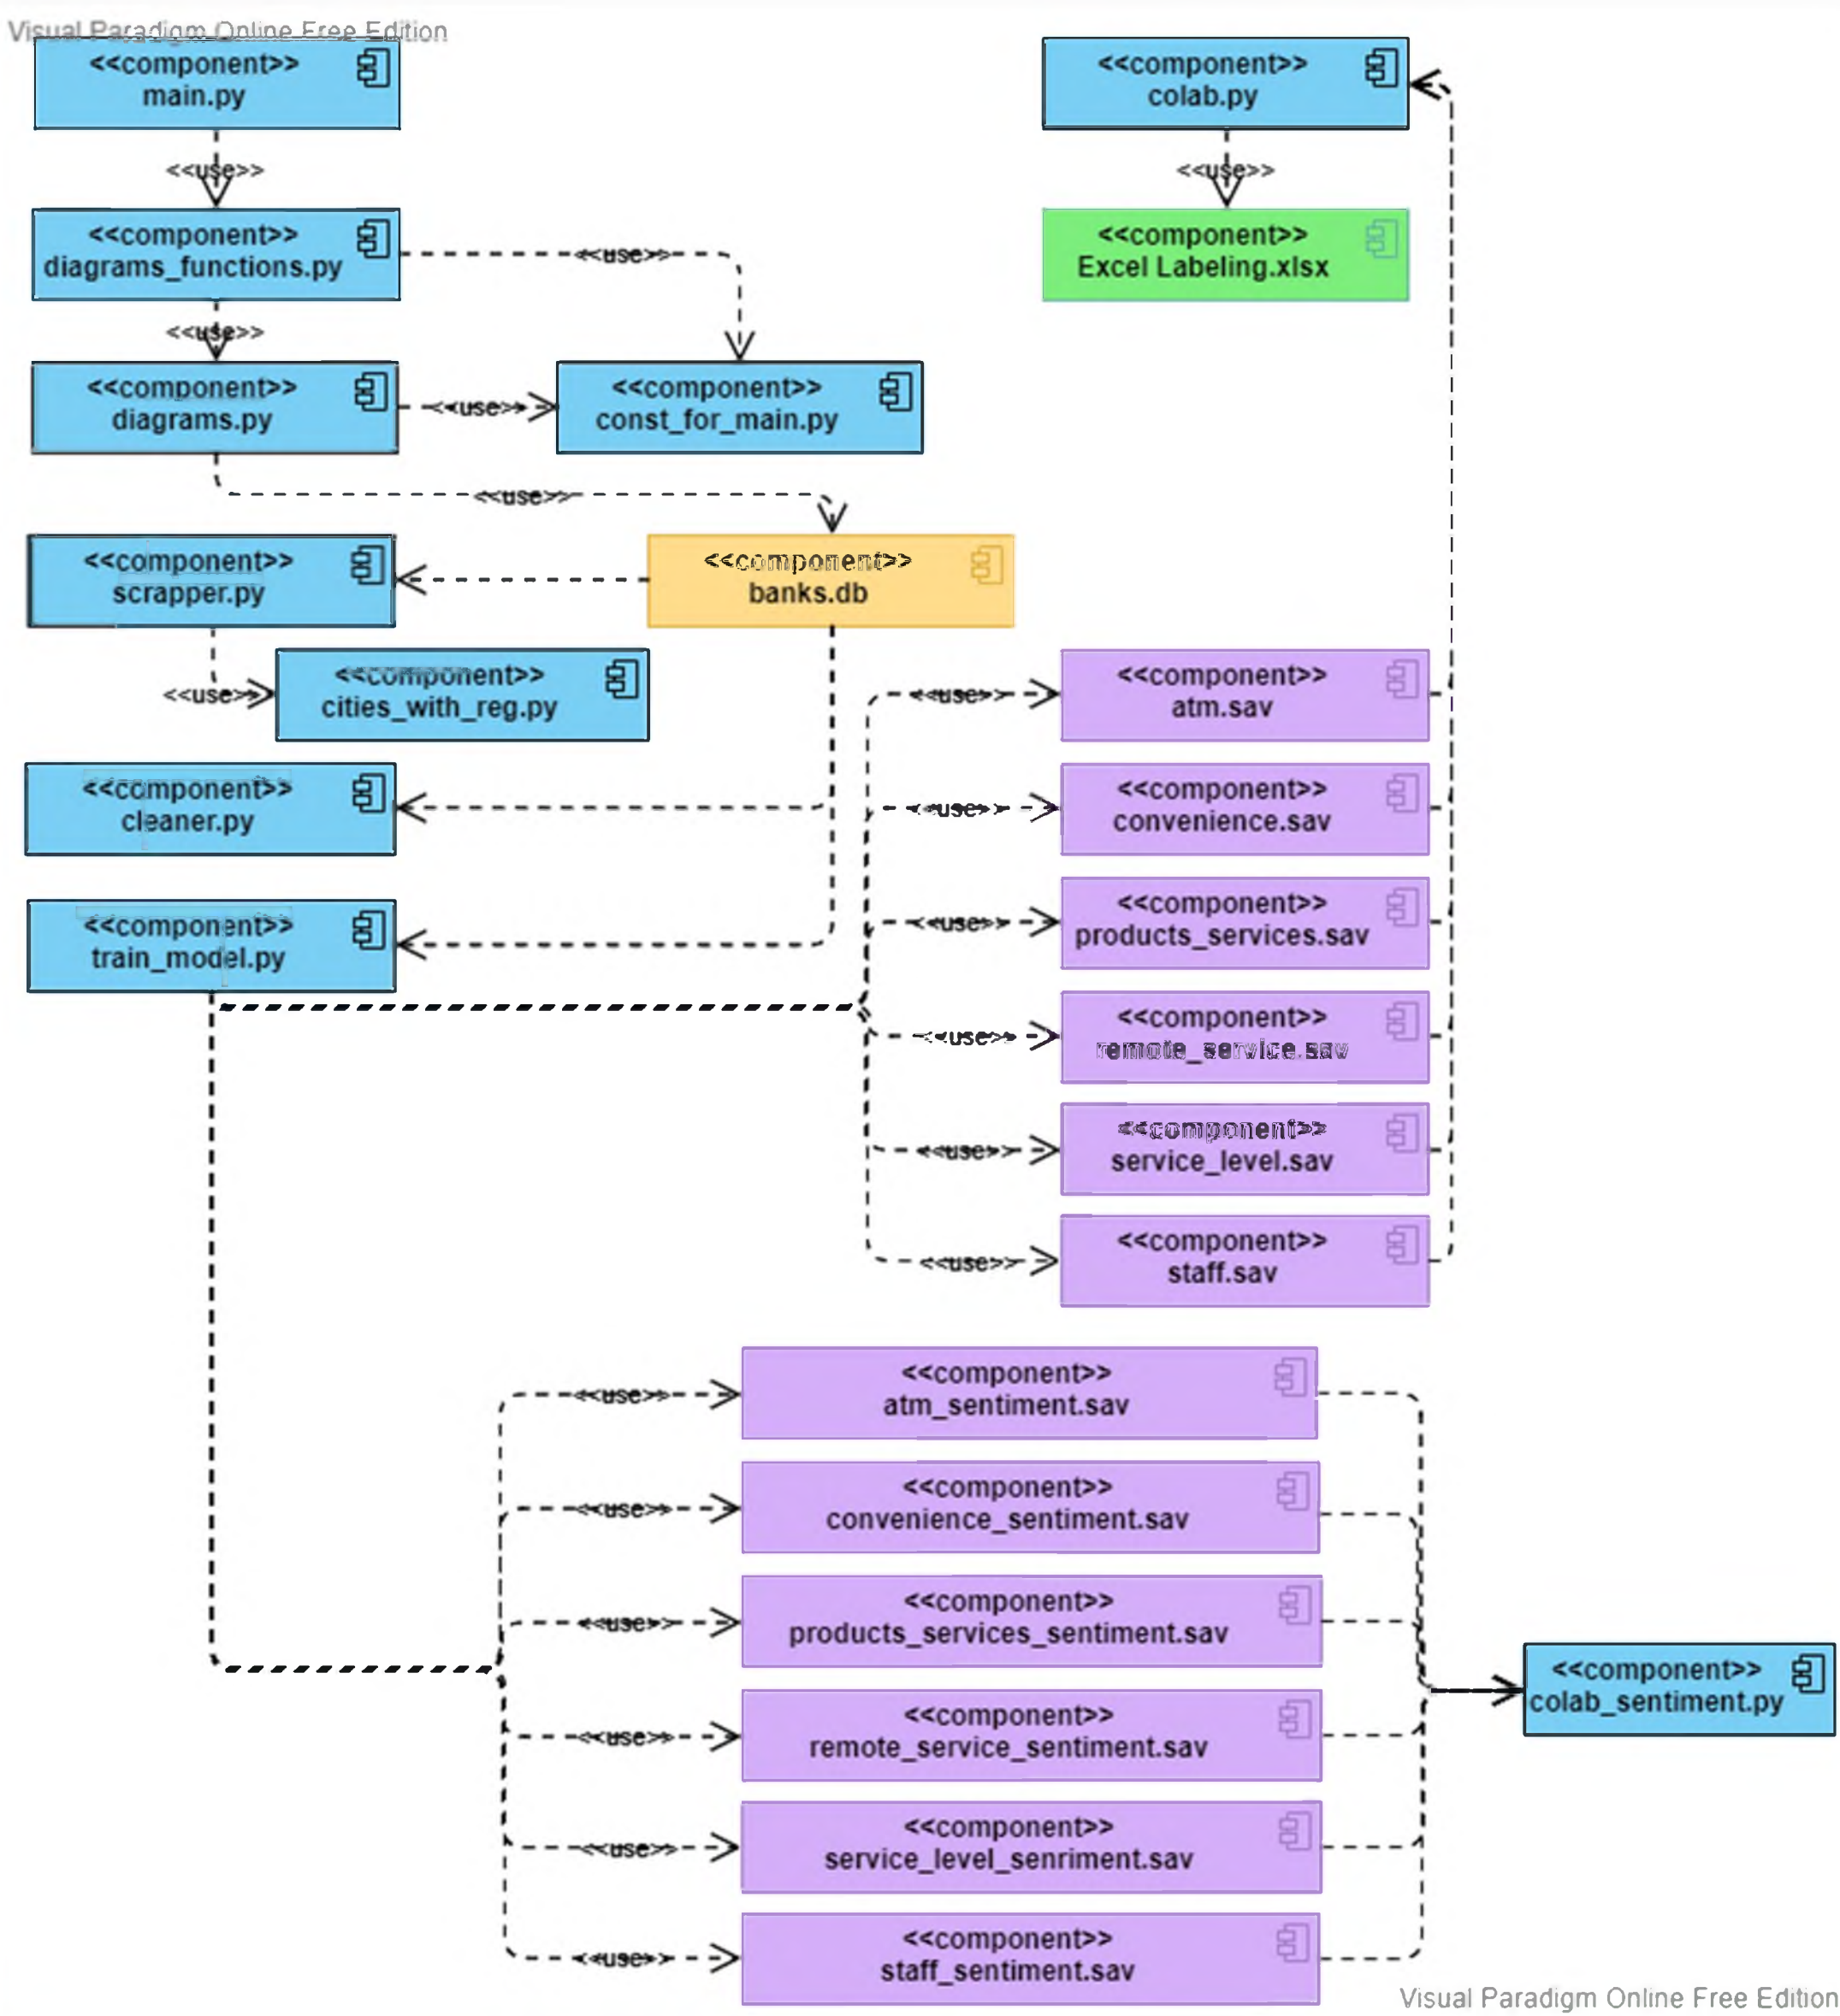 Visual Paradigm Online Free Edition
<<component>>
main.py
<<use>>
<<component>>
diagrams_functions.py
<<use>>
<<use>>
<<component>>
diagrams.py
<<use>>
<<component>>
const_for_main.py
<<use>>
<<component>>
colab.py
<<use>>
<<component>>
Excel Labeling.xlsx
<<component>>
scrapper.py
<<component>>
banks.db
<<use>>
<<component>>
cities_with_reg.py
<<component>>
cleaner.py
<<component>>
train_model.py
<<use>>
<<component>>
atm.sav
<<use>>
<<component>>
convenience.sav
<<use>>
<<component>>
products_services.sav
<<use>>
<<component>>
remote_service.sav
<<use>>
<<component>>
service_level.sav
<<use>>
<<component>>
staff.sav
<<use>>
<<component>>
atm_sentiment.sav
<<use>>
<<component>>
convenience_sentiment.sav
<<use>>
<<component>>
products_services_sentiment.sav
<<use>>
<<component>>
remote_service_sentiment.sav
<<use>>
<<component>>
service_level_senriment.sav
<<use>>
<<component>>
staff_sentiment.sav
<<component>>
colab_sentiment.py
Visual Paradigm Online Free Edition